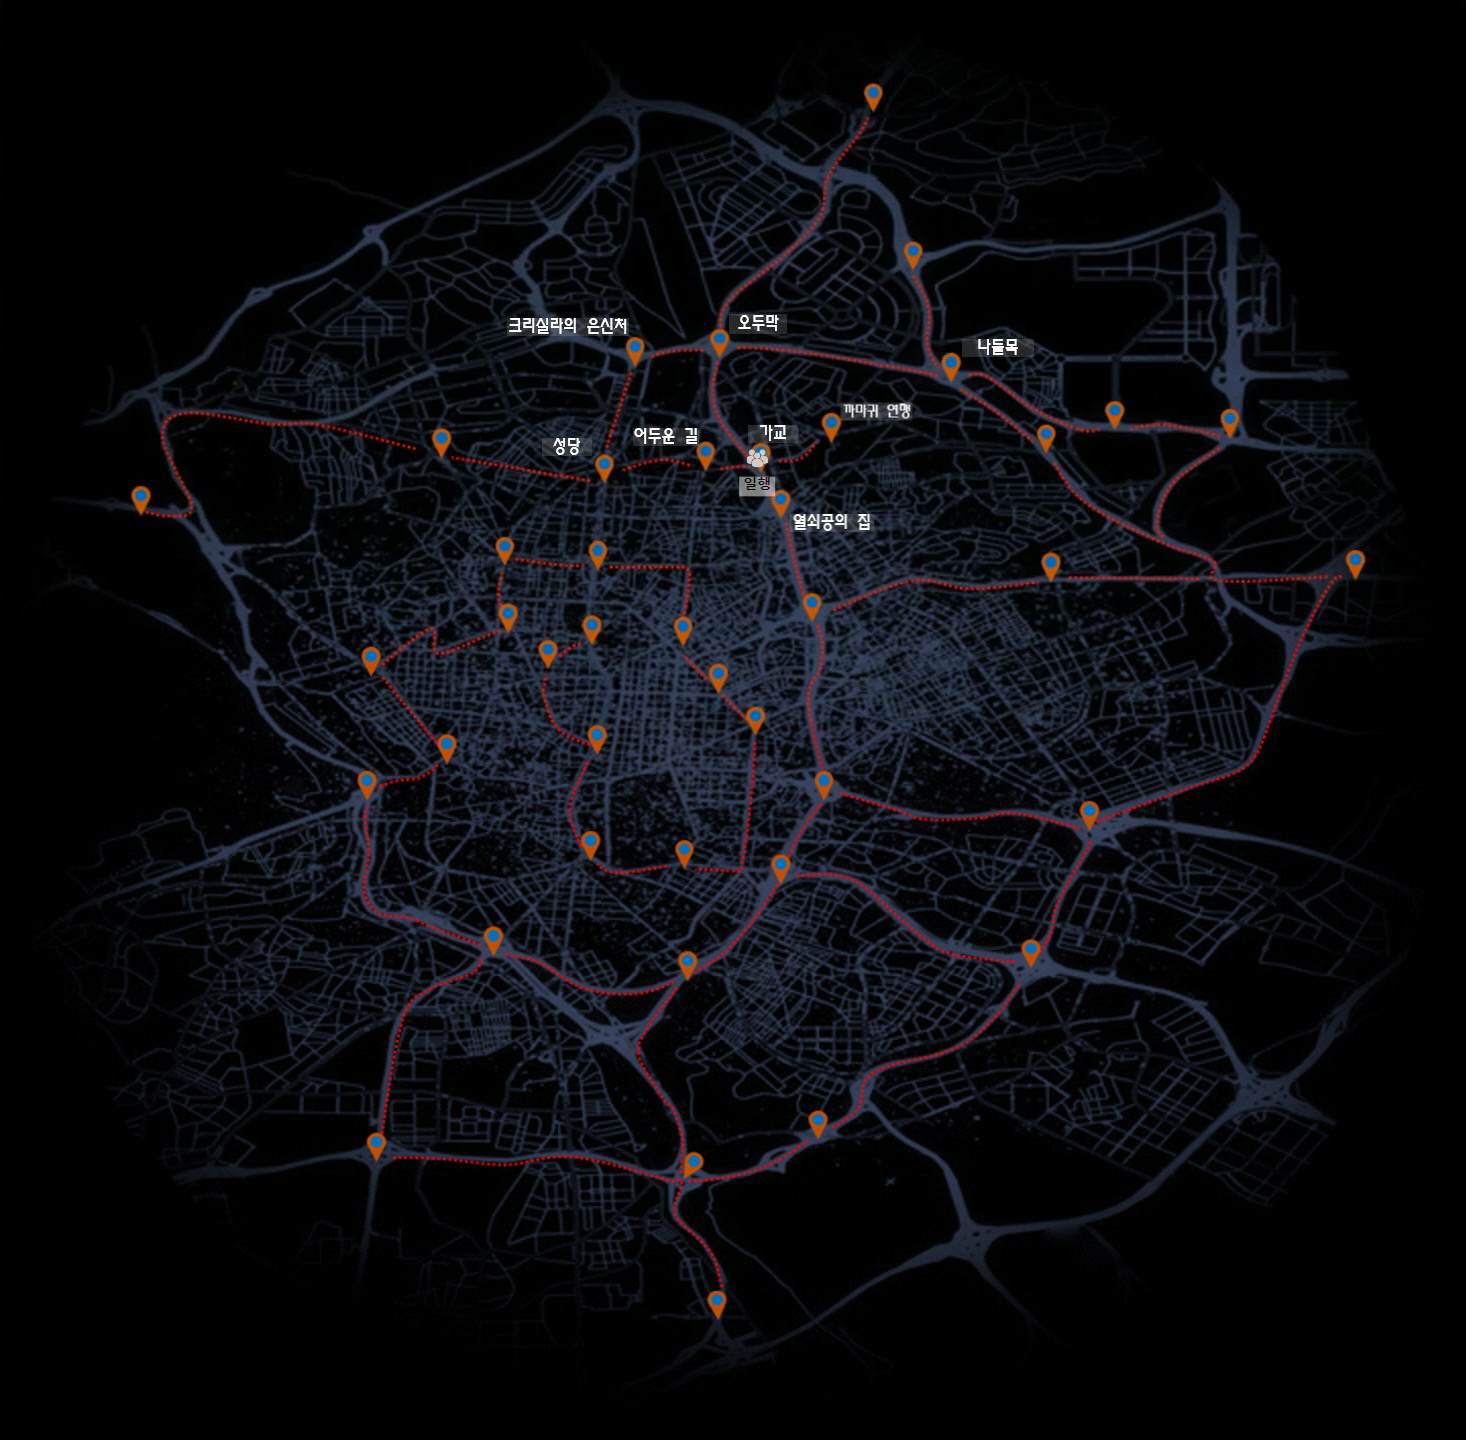 오두막
크리실라의 은신처
나들목
까마귀 연행
가교
어두운 길
성당
일행
열쇠공의 집